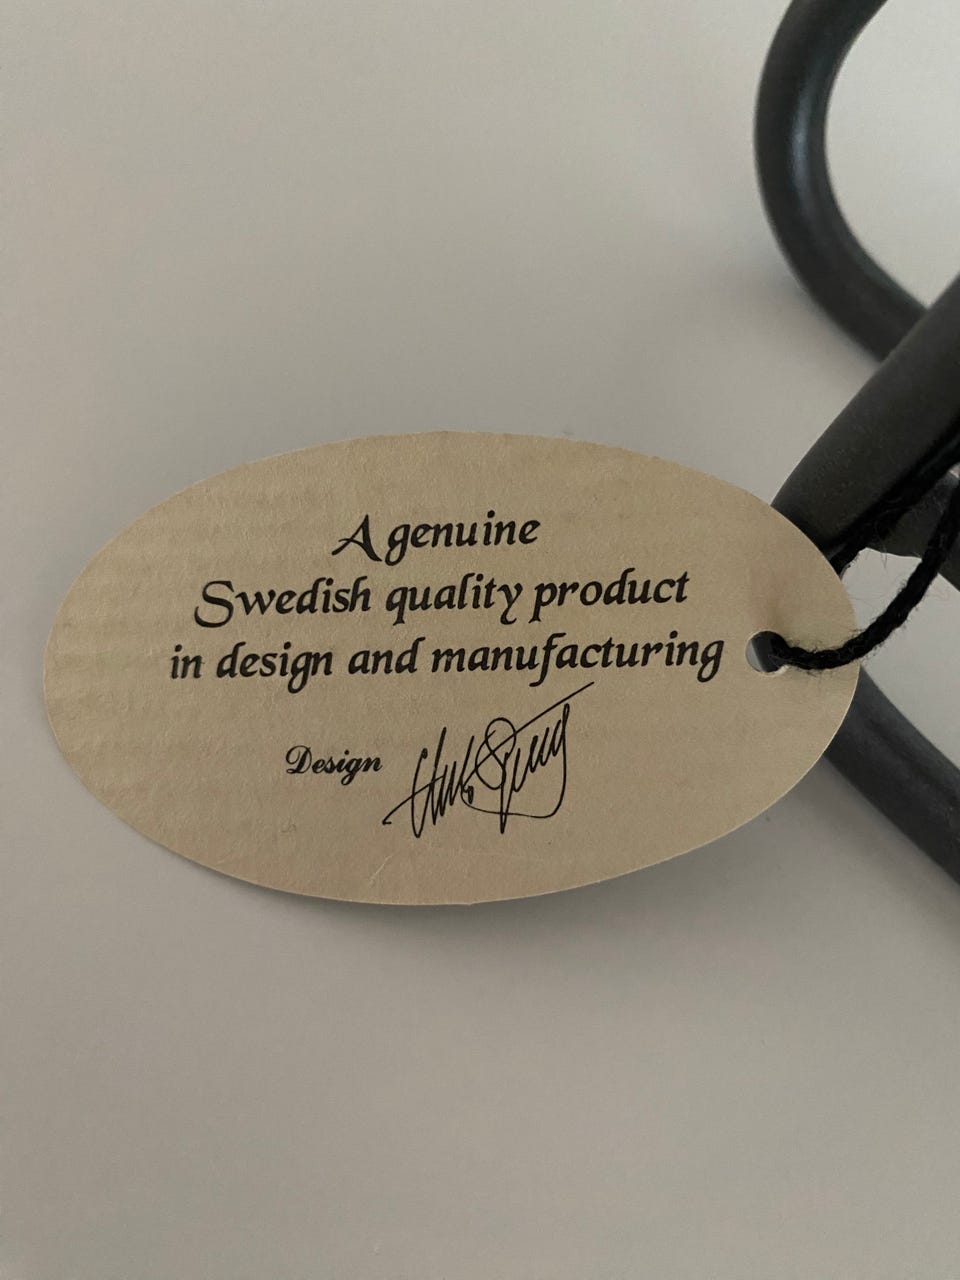 A genuine
Swedish quality product
in design and manufacturing
Design